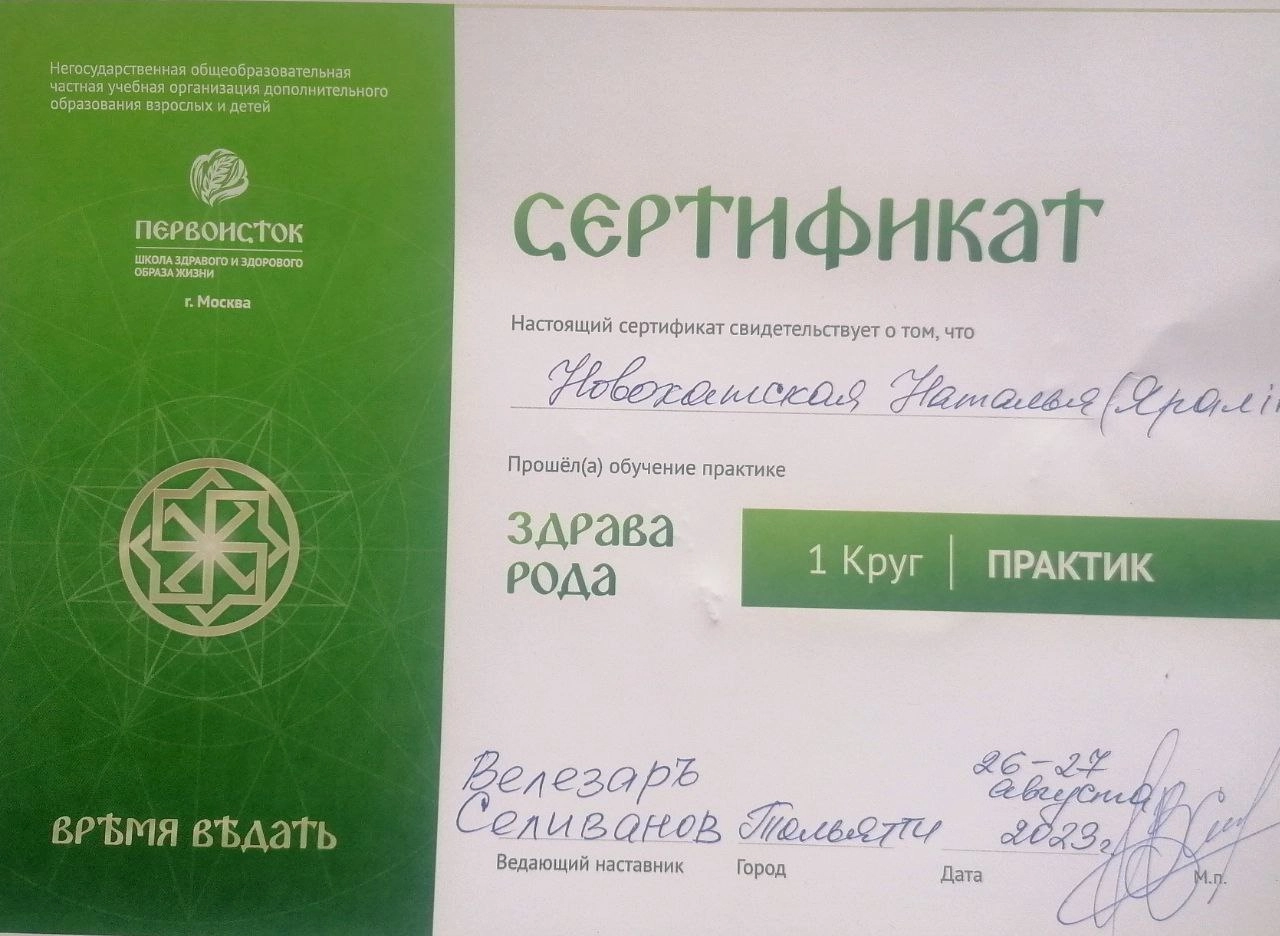 Негосударственная общеобразовательная
частная учебная организация дополнительного
образования взрослых и детей
ПЕРВОИСТОК
ШКОЛА ЗДРАВОГО И ЗДОРОВОГО
ОБРАЗА ЖИЗНИ
г. Москва
ВРѢМЯ ВѢДАТЬ
СЕРТИФИКАТ
Настоящий сертификат свидетельствует о том, что
Новохатская Наталья
Прошёл(а) обучение практике
ЗДРАВА
РОДА
1 Круг | ПРАКТИК
Велезаръ
Селиванов
Тольятти
26-27
августа
2023г.
Ведающий наставник
Город
Дата
М.п.